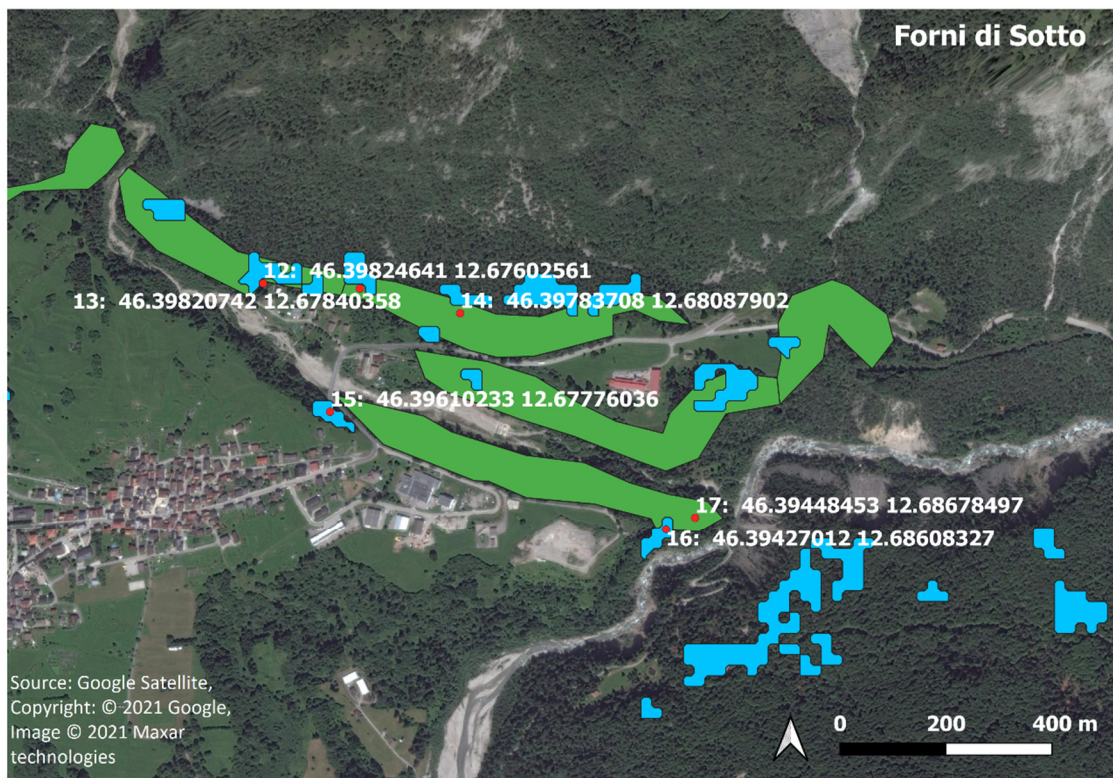 Forni di Sotto
12: 46.39824641 12.67602561
13: 46.39820742 12.67840358
14: 46.39783708 12.68087902
15: 46.39610233 12.67776036
17: 46.39448453 12.68678497
16: 46.39427012 12.68608327
Source: Google Satellite,
Copyright: © 2021 Google,
Image © 2021 Maxar
technologies
0 200 400 m